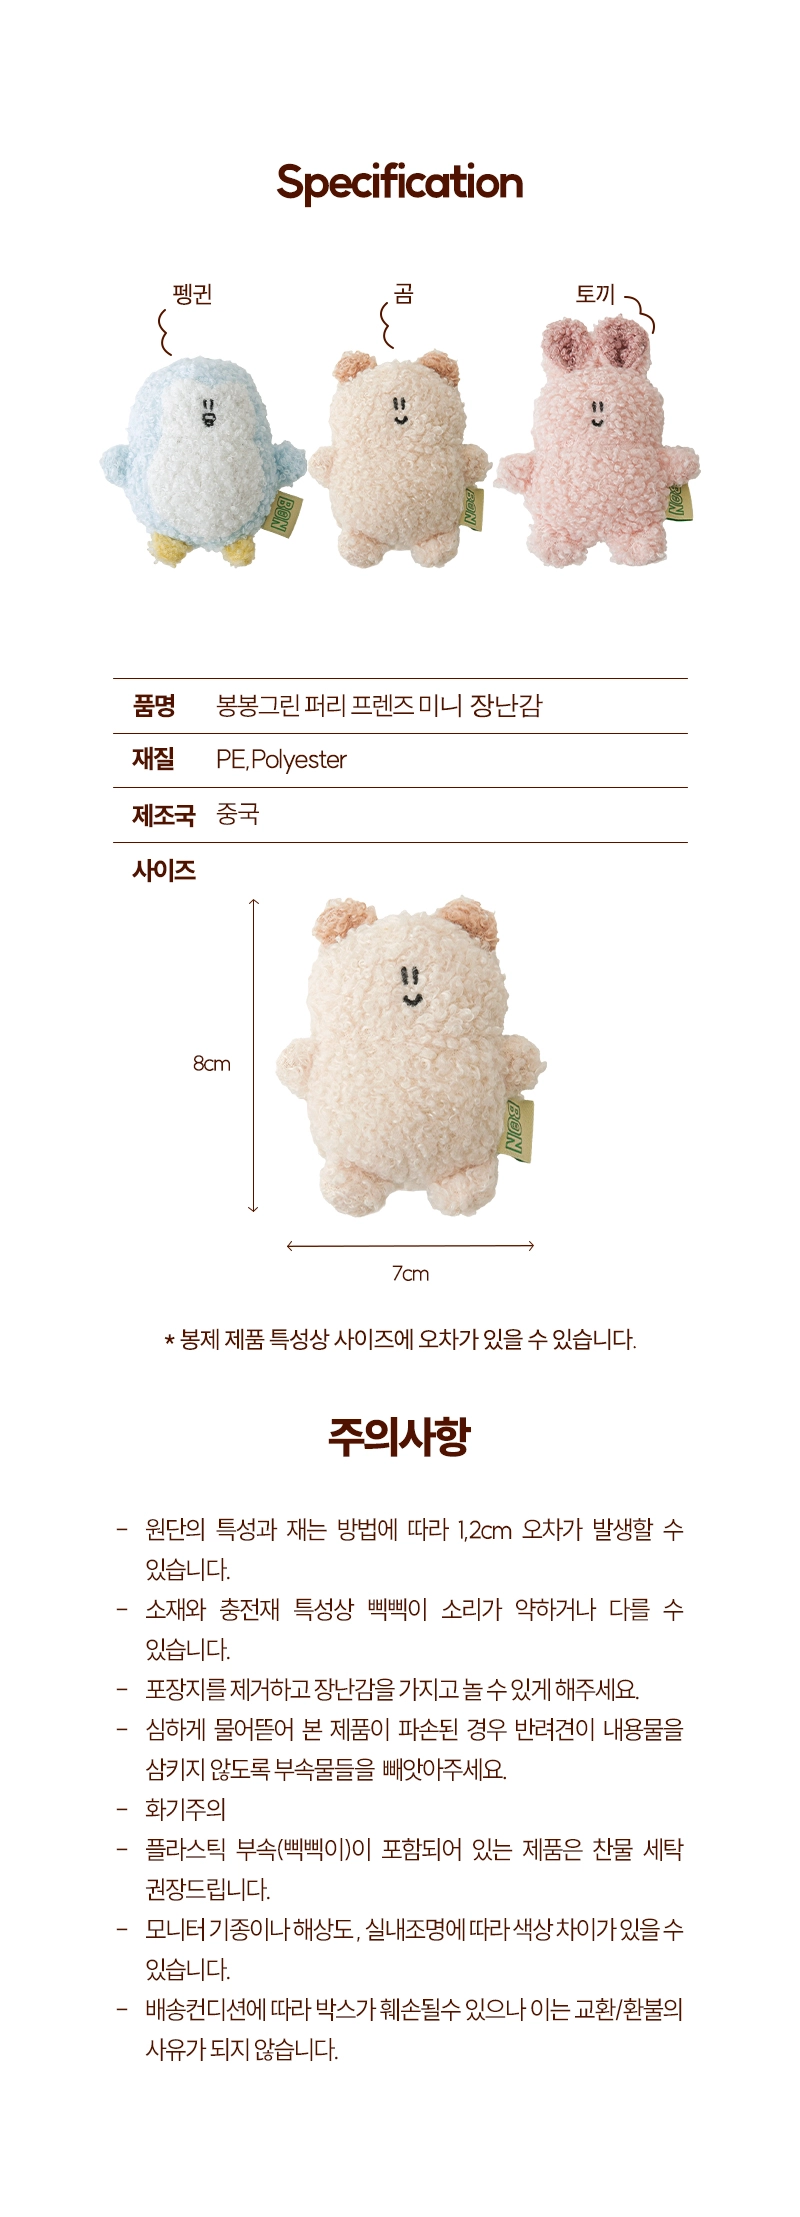 Specification
펭귄
곰
토끼
BON
BON
BON
품명 봉봉그린 퍼리 프렌즈 미니 장난감
재질 PE,Polyester
제조국 중국
사이즈
8cm
BON
7cm
* 봉제 제품 특성상 사이즈에 오차가 있을 수 있습니다.
주의사항
- 원단의 특성과 재는 방법에 따라 1,2cm 오차가 발생할 수
있습니다.
- 소재와 충전재 특성상 삑삑이 소리가 약하거나 다를 수
있습니다.
- 포장지를 제거하고 장난감을 가지고 놀 수 있게 해주세요.
- 심하게 물어뜯어 본 제품이 파손된 경우 반려견이 내용물을
삼키지 않도록 부속물들을 빼앗아주세요.
- 화기주의
- 플라스틱 부속(삑삑이)이 포함되어 있는 제품은 찬물 세탁
권장드립니다.
- 모니터 기종이나 해상도, 실내조명에 따라 색상 차이가 있을 수
있습니다.
- 배송컨디션에 따라 박스가 훼손될수 있으나 이는 교환/환불의
사유가 되지 않습니다.